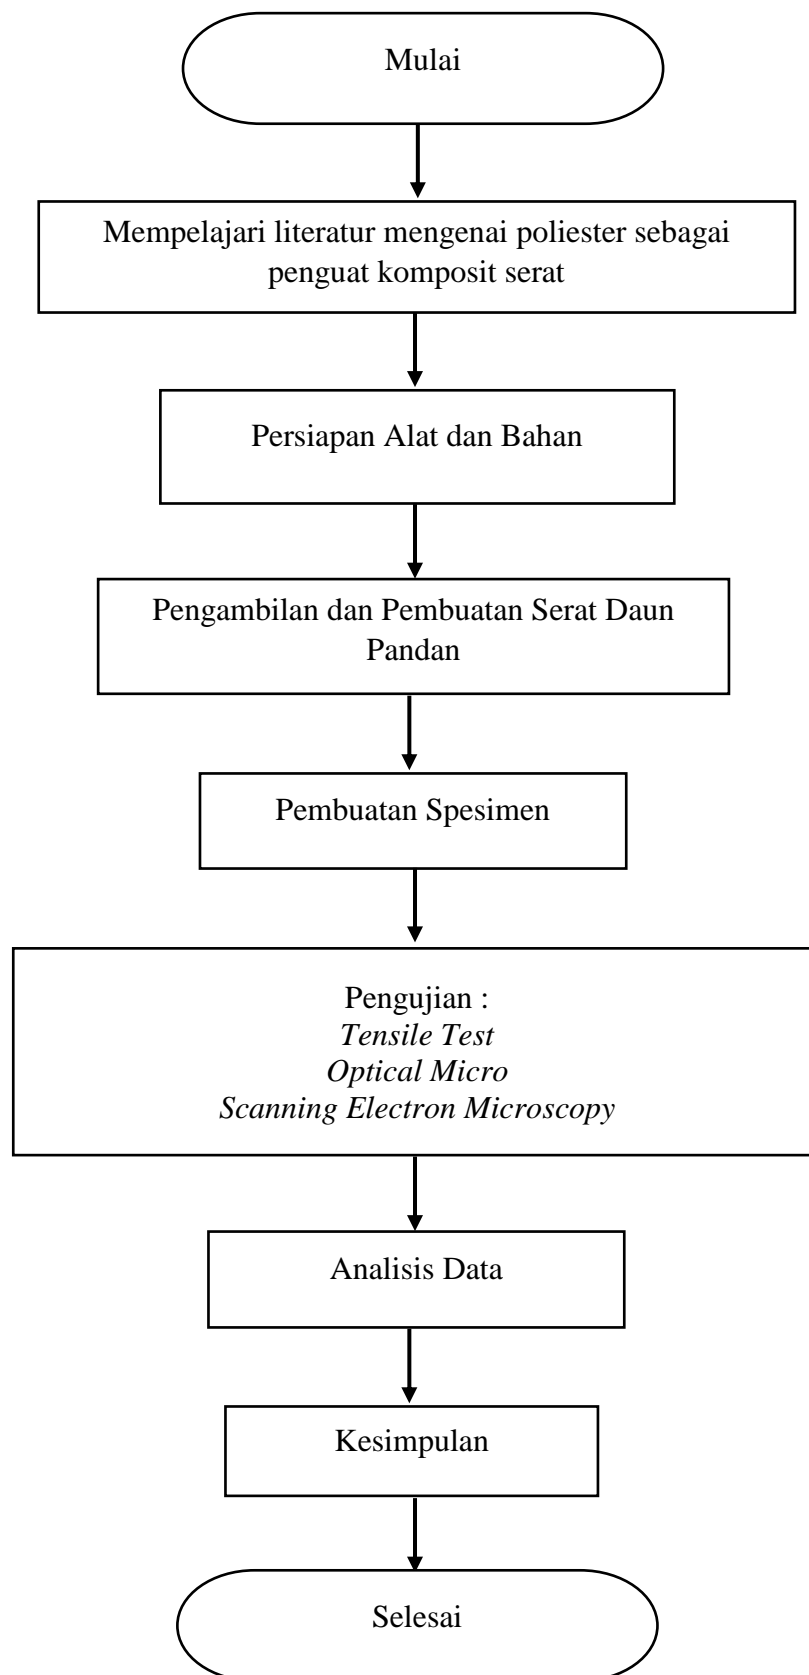 Mulai
Mempelajari literatur mengenai poliester sebagai
penguat komposit serat
Persiapan Alat dan Bahan
Pengambilan dan Pembuatan Serat Daun
Pandan
Pembuatan Spesimen
Pengujian :
Tensile Test
Optical Micro
Scanning Electron Microscopy
Analisis Data
Kesimpulan
Selesai